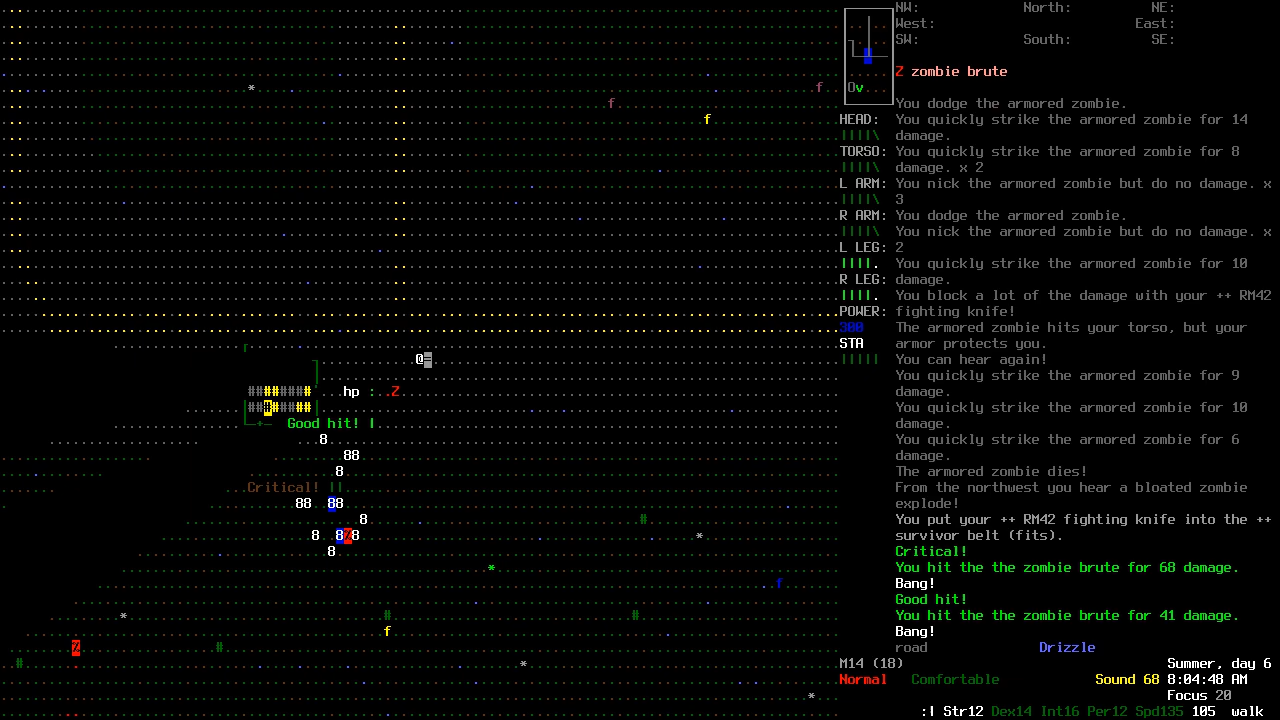 NW: North: NE:
West: East:
SW: South: SE:
Z zombie brute
You dodge the armored zombie.
You quickly strike the armored zombie for 14
damage.
You quickly strike the armored zombie for 8
damage. x 2
You nick the armored zombie but do no damage. x
3
You dodge the armored zombie.
You nick the armored zombie but do no damage. x
2
You quickly strike the armored zombie for 10
damage.
You block a lot of the damage with your ++ RM42
fighting knife!
The armored zombie hits your torso, but your
armor protects you.
You can hear again!
You quickly strike the armored zombie for 9
damage.
You quickly strike the armored zombie for 10
damage.
You quickly strike the armored zombie for 6
damage.
The armored zombie dies!
From the northwest you hear a bloated zombie
explode!
You put your ++ RM42 fighting knife into the ++
survivor belt (fits).
Critical!
You hit the the zombie brute for 68 damage.
Bang!
Good hit!
You hit the the zombie brute for 41 damage.
Bang!
HEAD:
TORSO:
L ARM:
R ARM:
L LEG:
R LEG:
POWER:
300
STA
hp
Good hit!
Critical!
road Drizzle
M14 (18) Summer, day 6
Normal Comfortable Sound 68 8:04:48 AM
Focus 20
:| Str12 Dex14 Int16 Per12 Spd135 105 walk